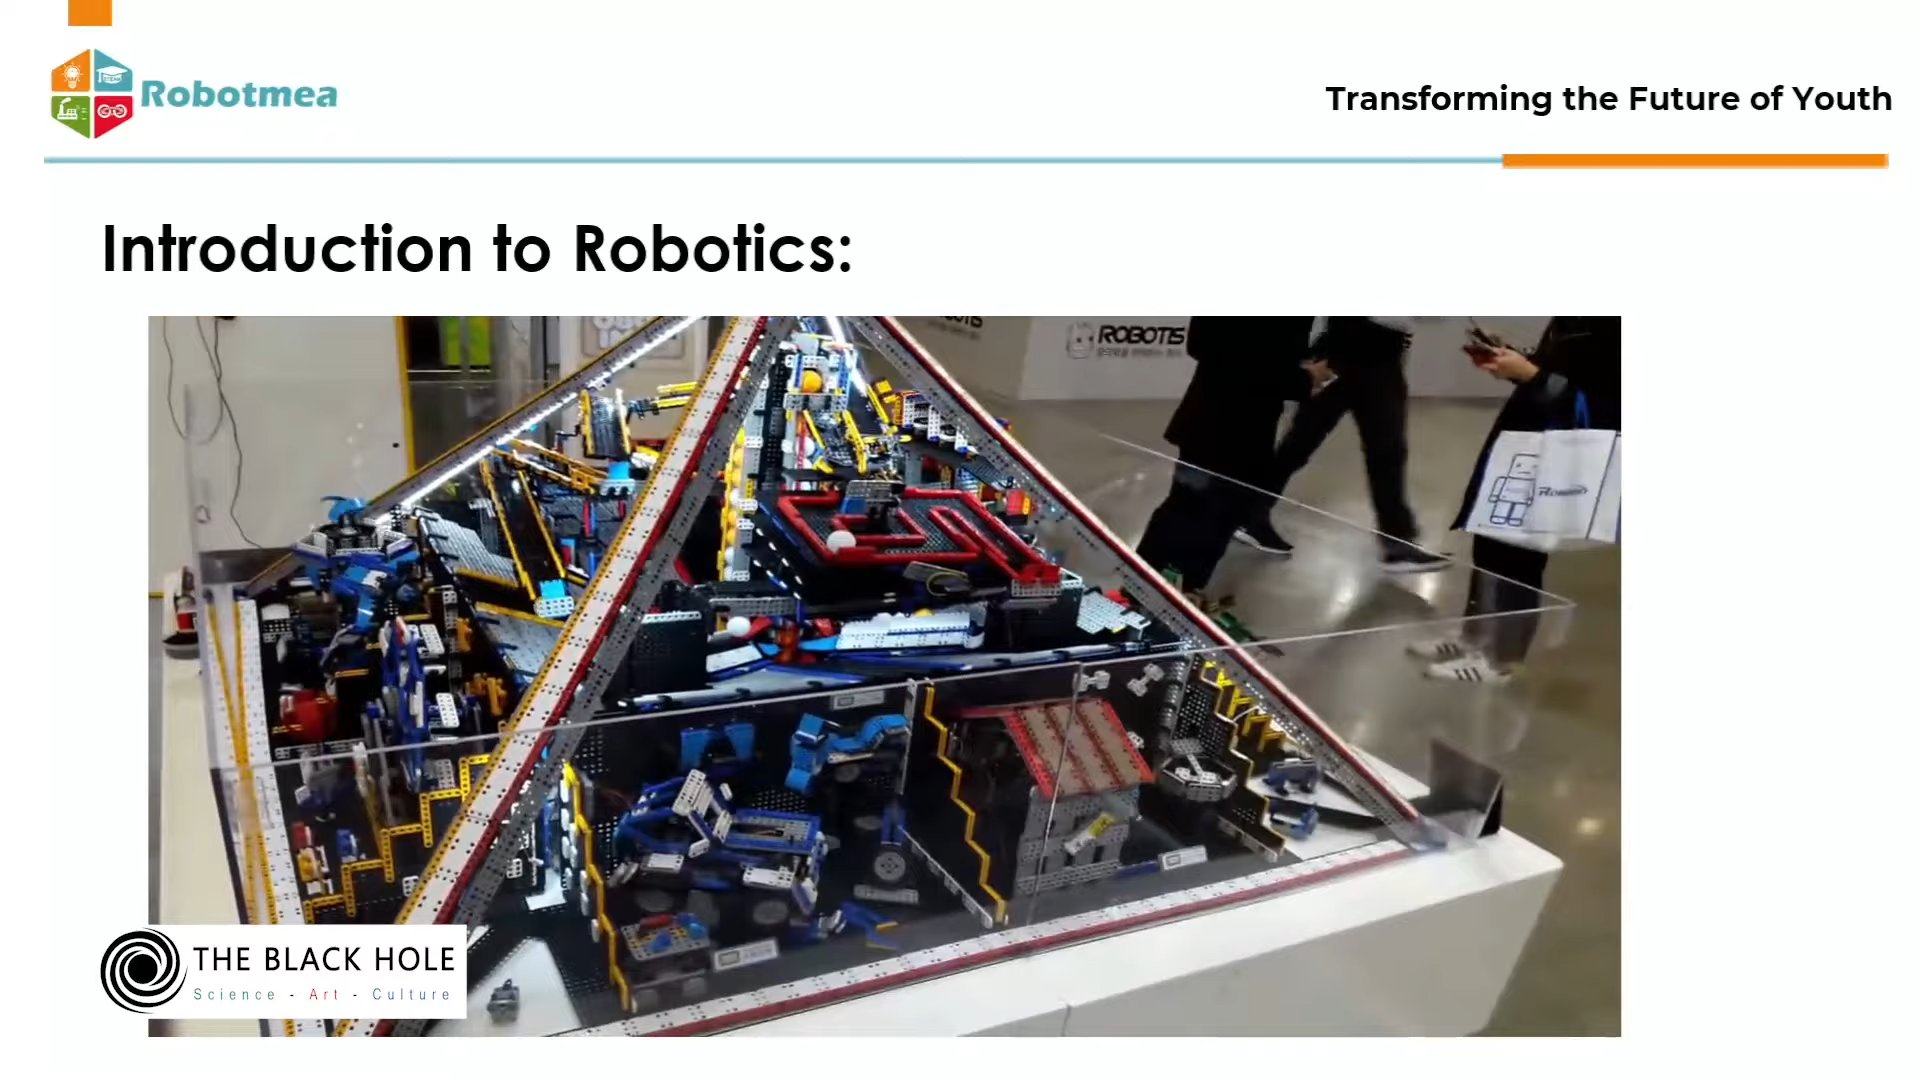 Robotmea
Transforming the Future of Youth
Introduction to Robotics:
ROBOTIS
THE BLACK HOLE
Science - Art - Culture